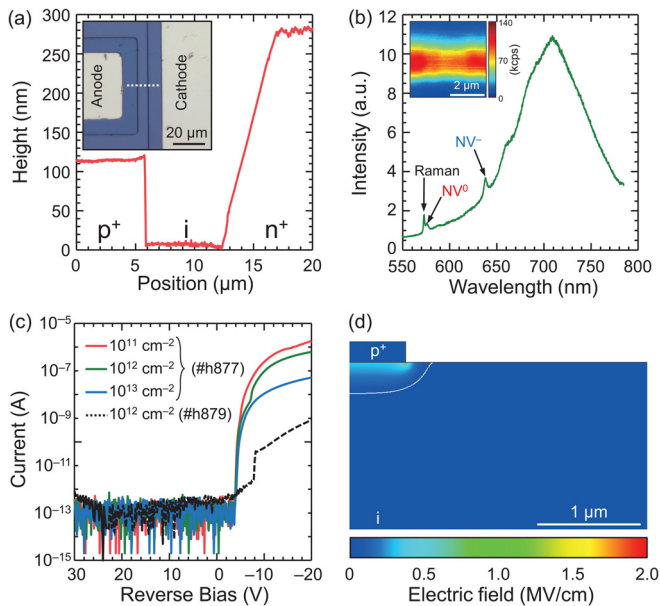 (a)
300
250
200
150
100
50
0
Height (nm)
Anode
Cathode
20 μm
p⁺
i
n⁺
0
5
10
15
20
Position (μm)
(b)
12
10
8
6
4
2
0
Intensity (a.u.)
140
70
0
(kcps)
2 μm
NV⁻
Raman
NV⁰
550
600
650
700
750
800
Wavelength (nm)
(c)
10⁻⁵
10⁻⁷
10⁻⁹
10⁻¹¹
10⁻¹³
10⁻¹⁵
Current (A)
10¹¹ cm⁻²
10¹² cm⁻² (#h877)
10¹³ cm⁻²
10¹² cm⁻² (#h879)
30
20
10
0
−10
−20
Reverse Bias (V)
(d)
p⁺
i
1 μm
0
0.5
1.0
1.5
2.0
Electric field (MV/cm)